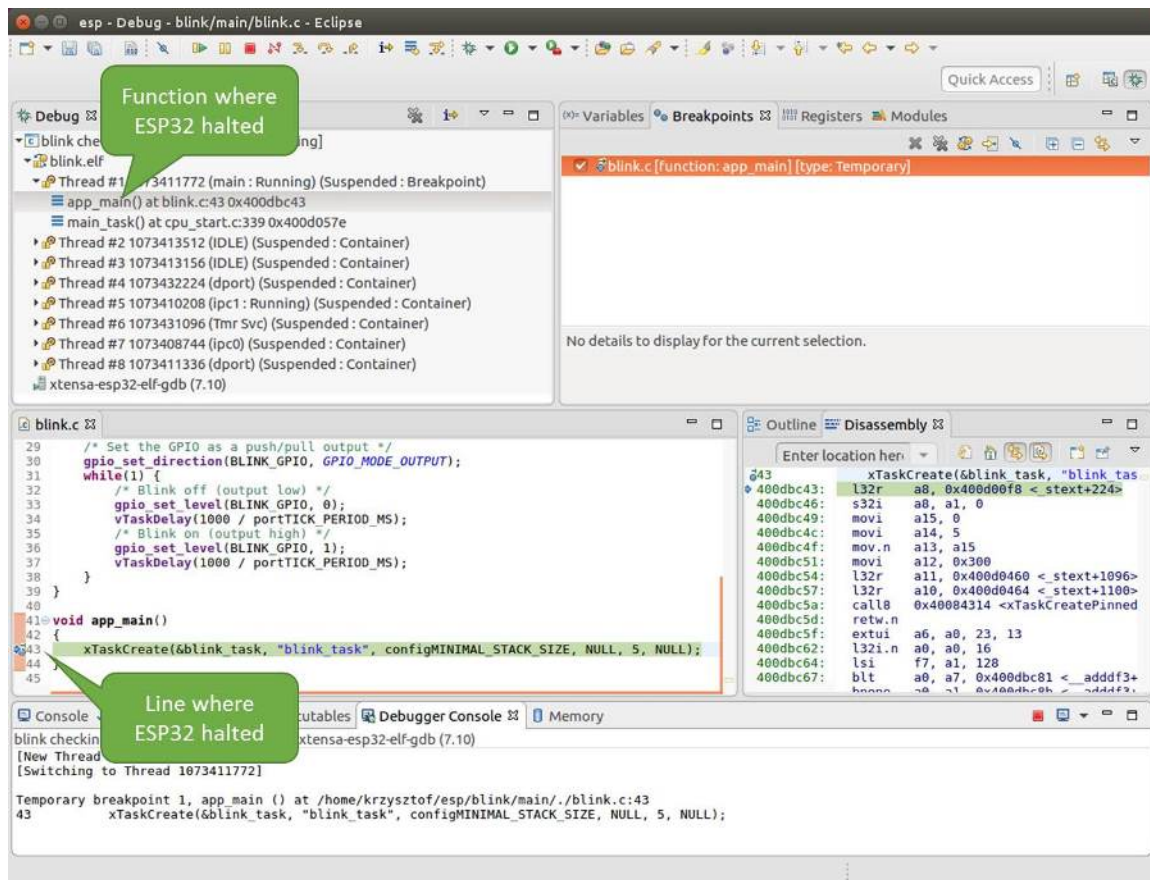 esp - Debug - blink/main/blink.c - Eclipse
Quick Access
Function where
ESP32 halted
Debug
blink che
ing]
blink.elf
Thread #1 1073411772 (main : Running) (Suspended : Breakpoint)
app_main() at blink.c:43 0x400dbc43
main_task() at cpu_start.c:339 0x400d057e
Thread #2 1073413512 (IDLE) (Suspended : Container)
Thread #3 1073413156 (IDLE) (Suspended : Container)
Thread #4 1073432224 (dport) (Suspended : Container)
Thread #5 1073410208 (ipc1 : Running) (Suspended : Container)
Thread #6 1073431096 (Tmr Svc) (Suspended : Container)
Thread #7 1073408744 (ipc0) (Suspended : Container)
Thread #8 1073411336 (dport) (Suspended : Container)
xtensa-esp32-elf-gdb (7.10)
(x)= Variables Breakpoints Registers Modules
blink.c [function: app_main] [type: Temporary]
No details to display for the current selection.
blink.c
29 /* Set the GPIO as a push/pull output */
30 gpio_set_direction(BLINK_GPIO, GPIO_MODE_OUTPUT);
31 while(1) {
32 /* Blink off (output low) */
33 gpio_set_level(BLINK_GPIO, 0);
34 vTaskDelay(1000 / portTICK_PERIOD_MS);
35 /* Blink on (output high) */
36 gpio_set_level(BLINK_GPIO, 1);
37 vTaskDelay(1000 / portTICK_PERIOD_MS);
38 }
39 }
40
41 void app_main()
42 {
43 xTaskCreate(&blink_task, "blink_task", configMINIMAL_STACK_SIZE, NULL, 5, NULL);
44 }
45
Outline Disassembly
Enter location her
43 xTaskCreate(&blink_task, "blink_tas
400dbc43: l32r a8, 0x400d00f8 <_stext+224>
400dbc46: s32i a8, a1, 0
400dbc49: movi a15, 0
400dbc4c: movi a14, 5
400dbc4f: mov.n a13, a15
400dbc51: movi a12, 0x300
400dbc54: l32r a11, 0x400d0460 <_stext+1096>
400dbc57: l32r a10, 0x400d0464 <_stext+1100>
400dbc5a: call8 0x40084314 <xTaskCreatePinned
400dbc5d: retw.n
400dbc5f: extui a6, a0, 23, 13
400dbc62: l32i.n a0, a0, 16
400dbc64: lsi f7, a1, 128
400dbc67: blt a0, a7, 0x400dbc81 <__adddf3+
Line where
ESP32 halted
Console
cutables Debugger Console Memory
blink checkin
xtensa-esp32-elf-gdb (7.10)
[New Thread
[Switching to Thread 1073411772]
Temporary breakpoint 1, app_main () at /home/krzysztof/esp/blink/main/./blink.c:43
43 xTaskCreate(&blink_task, "blink_task", configMINIMAL_STACK_SIZE, NULL, 5, NULL);